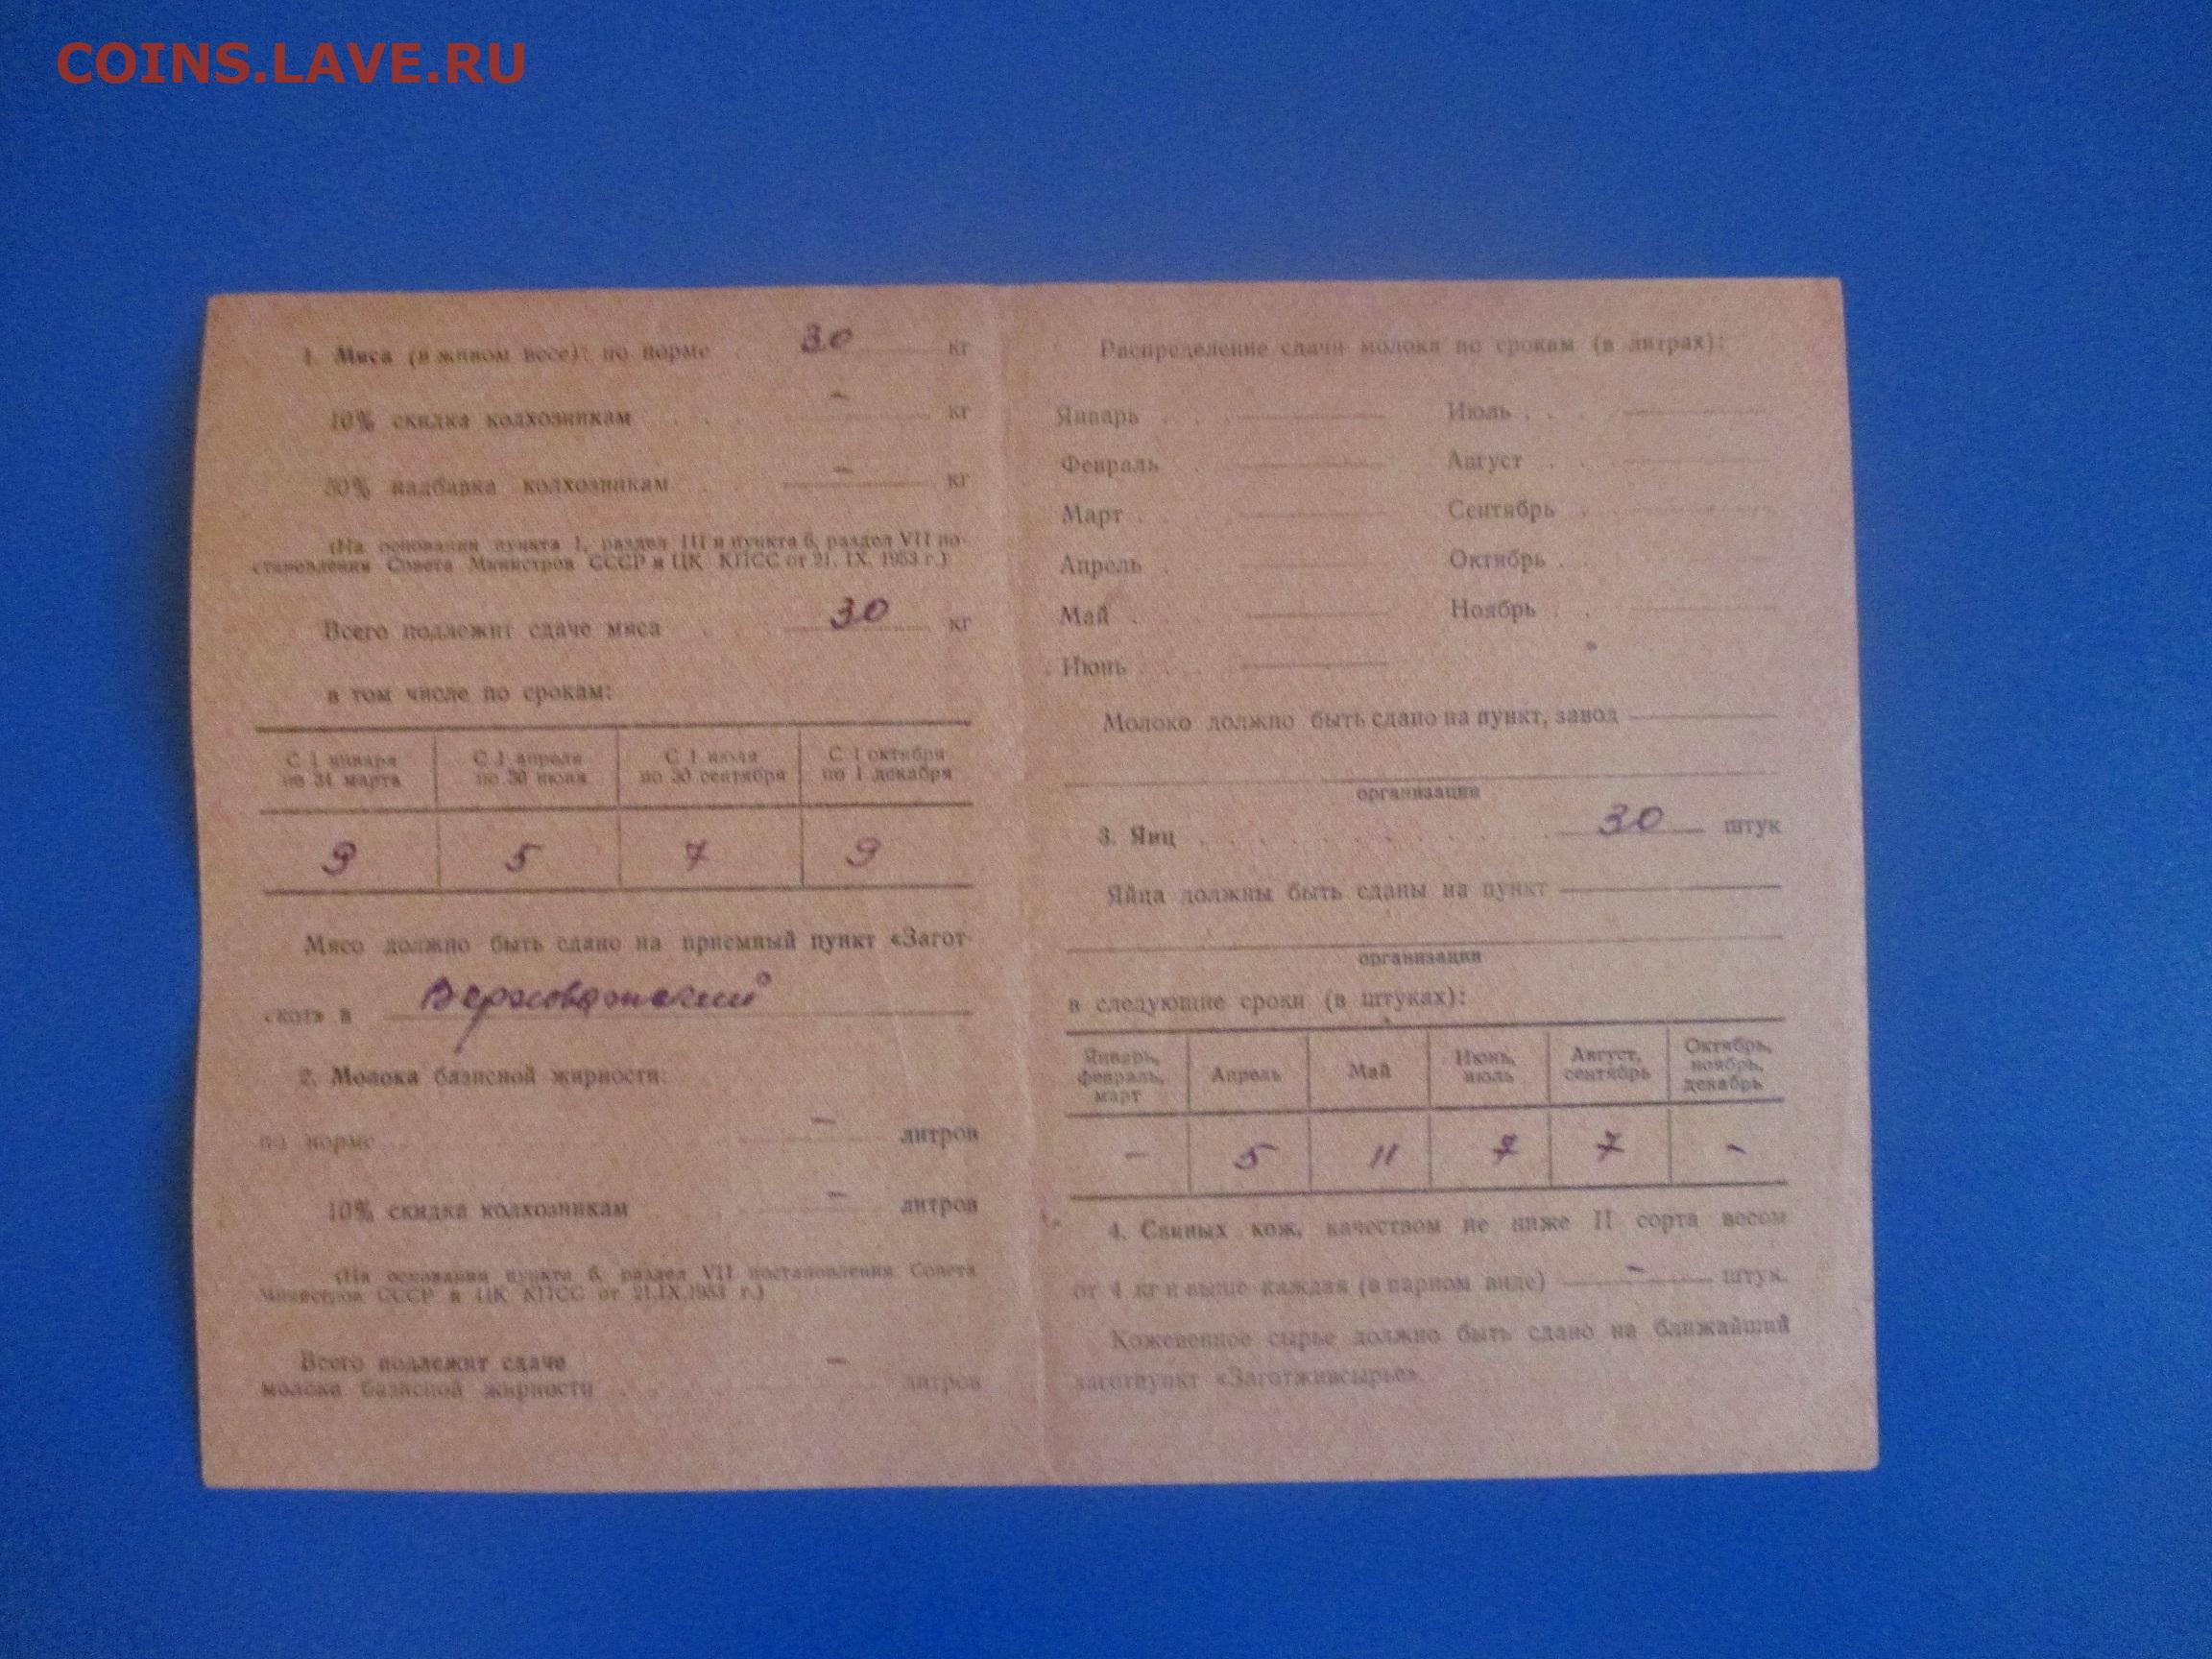 COINS.LAVE.RU
1. Мяса (в живом весе): по норме . 30 кг
10% скидка колхозникам . . – кг
50% надбавка колхозникам . – кг
(На основании пункта 1, раздел III и пункта 6, раздел VII по-
становления Совета Министров СССР и ЦК КПСС от 21. IX. 1953 г.)
Всего подлежит сдаче мяса . . 30 кг
в том числе по срокам:
С 1 января по 31 марта С 1 апреля по 30 июня С 1 июля по 30 сентября С 1 октября по 1 декабря
9 5 7 9
Мясо должно быть сдано на приемный пункт «Загот-
скот» в
2. Молока базисной жирности:
по норме – литров
10% скидка колхозникам – литров
(На основании пункта 6, раздел VII постановления Совета
Министров СССР и ЦК КПСС от 21.IX.1953 г.)
Всего подлежит сдаче
молока базисной жирности . – литров
Распределение сдачи молока по срокам (в литрах):
Январь . . Июль . . .
Февраль . Август . .
Март . . Сентябрь .
Апрель . Октябрь .
Май . Ноябрь . .
Июнь . . .
Молоко должно быть сдано на пункт, завод
организации
3. Яиц . . . . . . . . . 30 штук
Яйца должны быть сданы на пункт
организации
в следующие сроки (в штуках):
Январь, февраль, март Апрель Май Июнь, июль Август, сентябрь Октябрь, ноябрь, декабрь
– 5 11 7 7 –
4. Свиных кож, качеством не ниже II сорта весом
от 4 кг и выше каждая (в парном виде) – штук.
Кожевенное сырье должно быть сдано на ближайший
заготпункт «Заготживсырье».